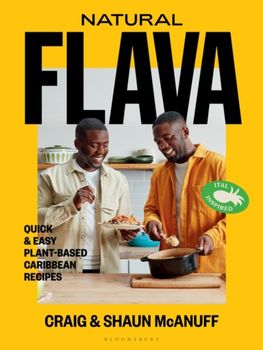 NATURAL
FLAVA
ITAL
INSPIRED
QUICK
& EASY
PLANT-BASED
CARIBBEAN
RECIPES
CRAIG & SHAUN McANUFF
BLOOMSBURY